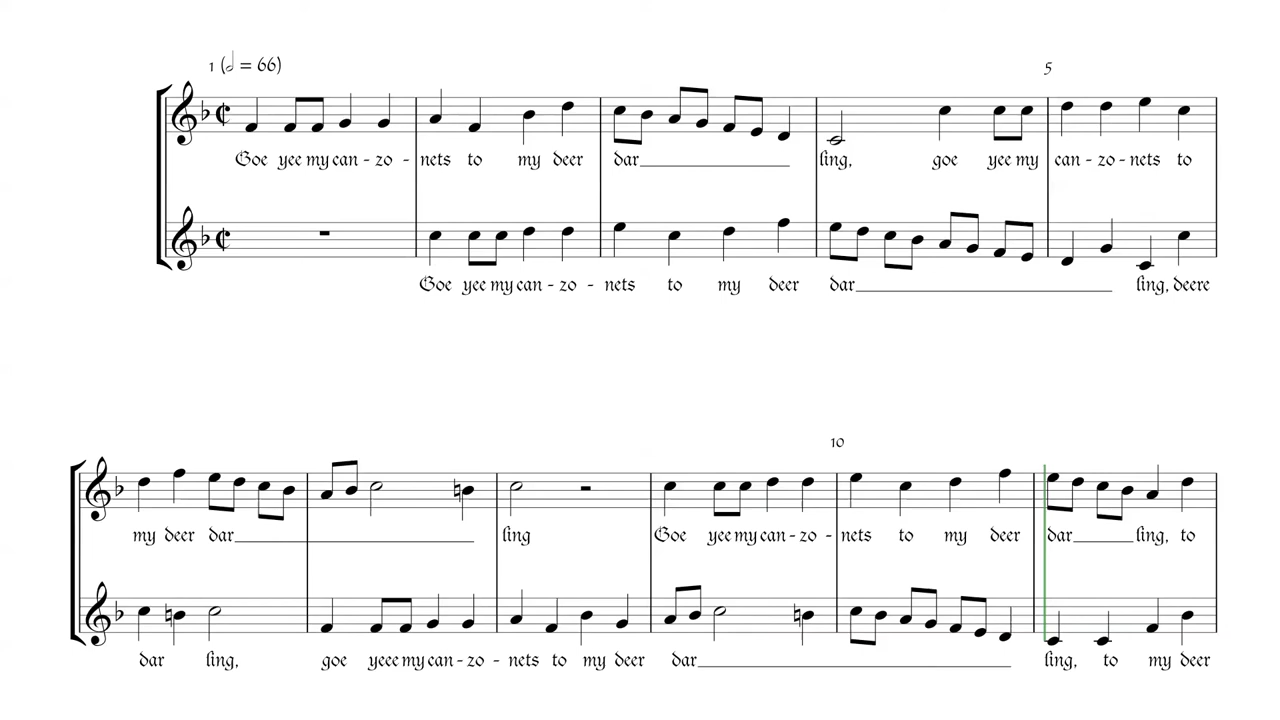 1 (𝅗𝅥 = 66)
5
Goe yee my can - zo - nets to my deer dar ling, goe yee my can - zo - nets to
Goe yee my can - zo - nets to my deer dar ling, deere
10
my deer dar ling Goe yee my can - zo - nets to my deer dar ling, to
dar ling, goe yeee my can - zo - nets to my deer dar ling, to my deer